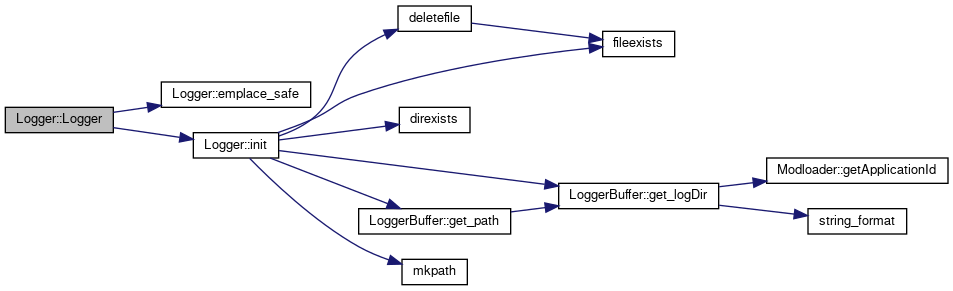 Logger::Logger
Logger::emplace_safe
Logger::init
deletefile
fileexists
direxists
LoggerBuffer::get_path
LoggerBuffer::get_logDir
mkpath
Modloader::getApplicationId
string_format